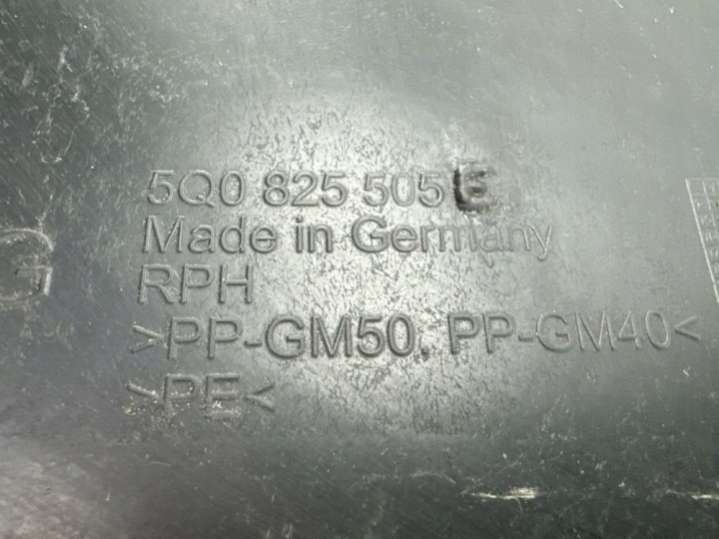 5Q0 825 505
Made in Germany
RPH
>PP-GM50, PP-GM40<
>PE<